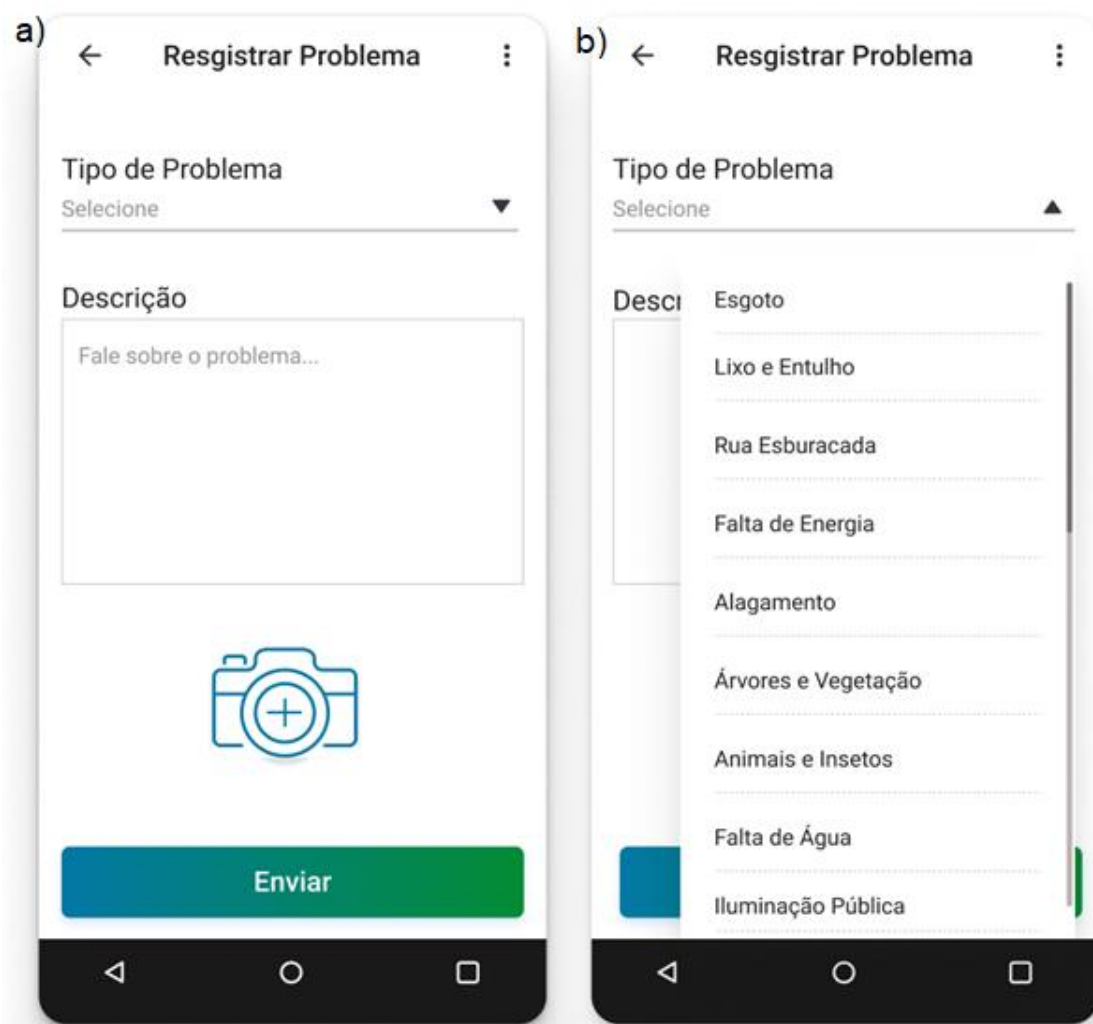 a)
Resgistrar Problema
Tipo de Problema
Selecione
Descrição
Fale sobre o problema...
Enviar
b)
Resgistrar Problema
Tipo de Problema
Selecione
Descr
Esgoto
Lixo e Entulho
Rua Esburacada
Falta de Energia
Alagamento
Árvores e Vegetação
Animais e Insetos
Falta de Água
Iluminação Pública